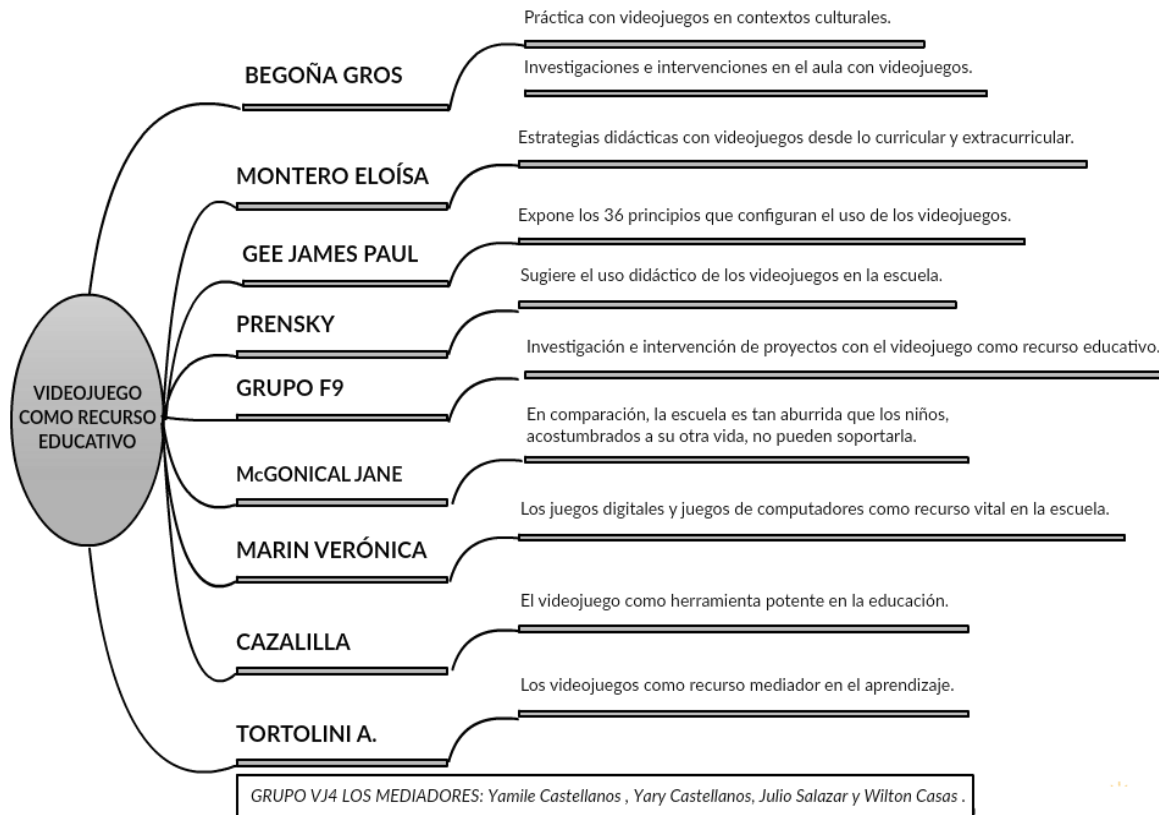 Práctica con videojuegos en contextos culturales.
BEGOÑA GROS
Investigaciones e intervenciones en el aula con videojuegos.
Estrategias didácticas con videojuegos desde lo curricular y extracurricular.
MONTERO ELOÍSA
Expone los 36 principios que configuran el uso de los videojuegos.
GEE JAMES PAUL
Sugiere el uso didáctico de los videojuegos en la escuela.
PRENSKY
Investigación e intervención de proyectos con el videojuego como recurso educativo.
GRUPO F9
VIDEOJUEGO
COMO RECURSO
EDUCATIVO
En comparación, la escuela es tan aburrida que los niños,
acostumbrados a su otra vida, no pueden soportarla.
McGONICAL JANE
Los juegos digitales y juegos de computadores como recurso vital en la escuela.
MARIN VERÓNICA
El videojuego como herramienta potente en la educación.
CAZALILLA
Los videojuegos como recurso mediador en el aprendizaje.
TORTOLINI A.
GRUPO VJ4 LOS MEDIADORES: Yamile Castellanos , Yary Castellanos, Julio Salazar y Wilton Casas .